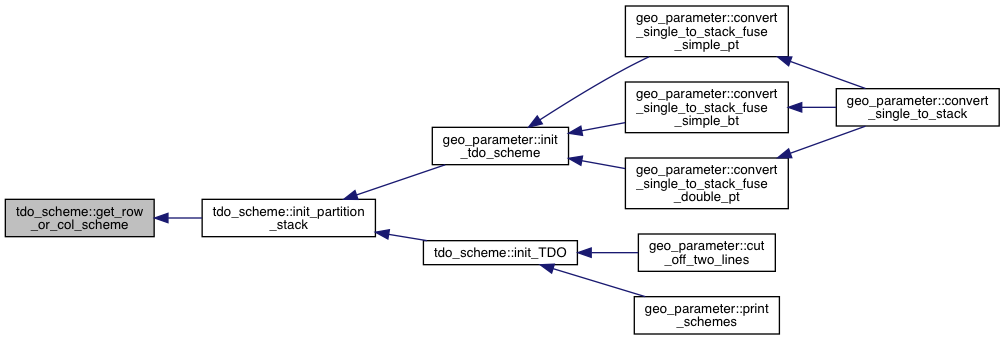 geo_parameter::convert
_single_to_stack_fuse
_simple_pt
geo_parameter::convert
_single_to_stack_fuse
_simple_bt
geo_parameter::convert
_single_to_stack
geo_parameter::init
_tdo_scheme
geo_parameter::convert
_single_to_stack_fuse
_double_pt
tdo_scheme::get_row
_or_col_scheme
tdo_scheme::init_partition
_stack
tdo_scheme::init_TDO
geo_parameter::cut
_off_two_lines
geo_parameter::print
_schemes